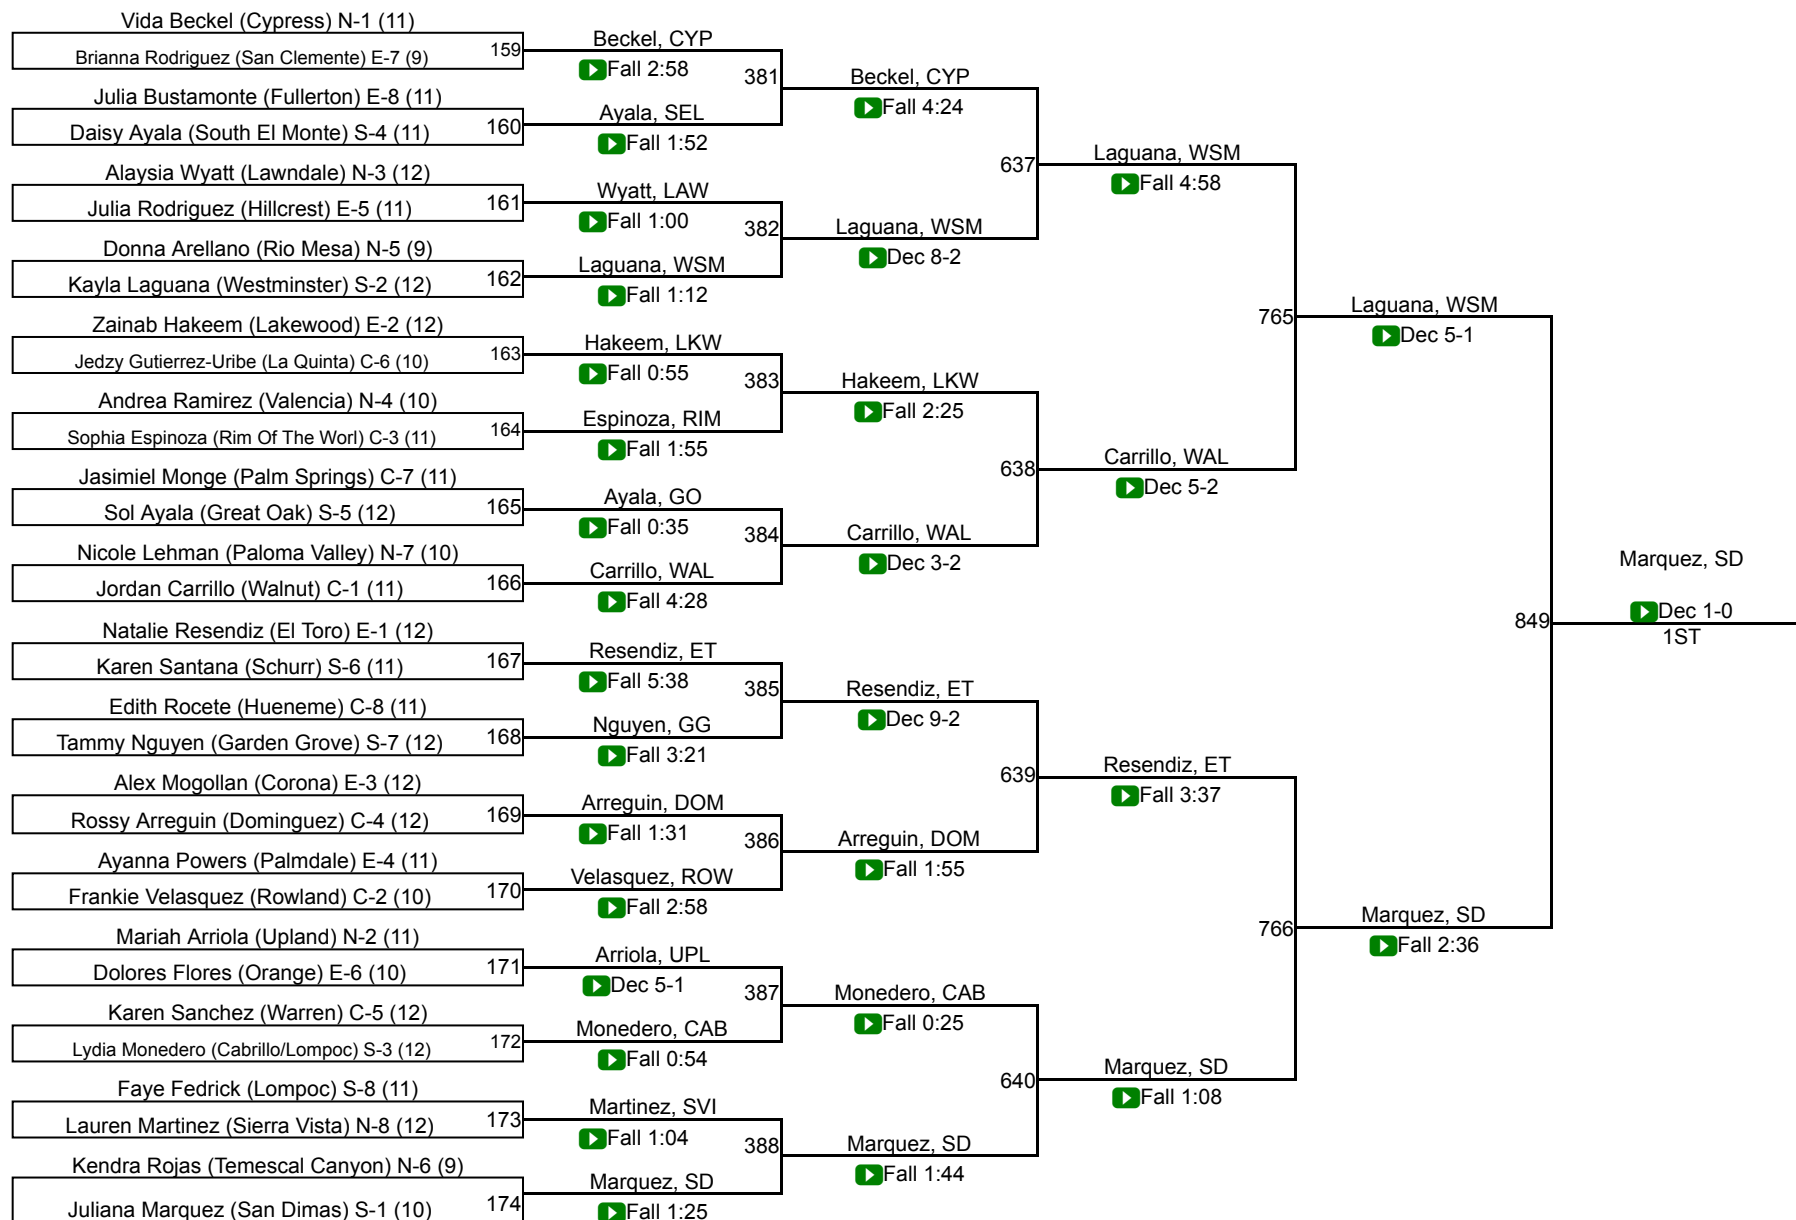 Vida Beckel (Cypress) N-1 (11)
Brianna Rodriguez (San Clemente) E-7 (9)
159
Julia Bustamonte (Fullerton) E-8 (11)
Daisy Ayala (South El Monte) S-4 (11)
160
Alaysia Wyatt (Lawndale) N-3 (12)
Julia Rodriguez (Hillcrest) E-5 (11)
161
Donna Arellano (Rio Mesa) N-5 (9)
Kayla Laguana (Westminster) S-2 (12)
162
Zainab Hakeem (Lakewood) E-2 (12)
Jedzy Gutierrez-Uribe (La Quinta) C-6 (10)
163
Andrea Ramirez (Valencia) N-4 (10)
Sophia Espinoza (Rim Of The Worl) C-3 (11)
164
Jasimiel Monge (Palm Springs) C-7 (11)
Sol Ayala (Great Oak) S-5 (12)
165
Nicole Lehman (Paloma Valley) N-7 (10)
Jordan Carrillo (Walnut) C-1 (11)
166
Natalie Resendiz (El Toro) E-1 (12)
Karen Santana (Schurr) S-6 (11)
167
Edith Rocete (Hueneme) C-8 (11)
Tammy Nguyen (Garden Grove) S-7 (12)
168
Alex Mogollan (Corona) E-3 (12)
Rossy Arreguin (Dominguez) C-4 (12)
169
Ayanna Powers (Palmdale) E-4 (11)
Frankie Velasquez (Rowland) C-2 (10)
170
Mariah Arriola (Upland) N-2 (11)
Dolores Flores (Orange) E-6 (10)
171
Karen Sanchez (Warren) C-5 (12)
Lydia Monedero (Cabrillo/Lompoc) S-3 (12)
172
Faye Fedrick (Lompoc) S-8 (11)
Lauren Martinez (Sierra Vista) N-8 (12)
173
Kendra Rojas (Temescal Canyon) N-6 (9)
Juliana Marquez (San Dimas) S-1 (10)
174
Beckel, CYP
Fall 2:58
381
Ayala, SEL
Fall 1:52
Wyatt, LAW
Fall 1:00
382
Laguana, WSM
Fall 1:12
Hakeem, LKW
Fall 0:55
383
Espinoza, RIM
Fall 1:55
Ayala, GO
Fall 0:35
384
Carrillo, WAL
Fall 4:28
Resendiz, ET
Fall 5:38
385
Nguyen, GG
Fall 3:21
Arreguin, DOM
Fall 1:31
386
Velasquez, ROW
Fall 2:58
Arriola, UPL
Dec 5-1
387
Monedero, CAB
Fall 0:54
Martinez, SVI
Fall 1:04
388
Marquez, SD
Fall 1:25
Beckel, CYP
Fall 4:24
637
Laguana, WSM
Dec 8-2
Hakeem, LKW
Fall 2:25
638
Carrillo, WAL
Dec 3-2
Resendiz, ET
Dec 9-2
639
Arreguin, DOM
Fall 1:55
Monedero, CAB
Fall 0:25
640
Marquez, SD
Fall 1:44
Laguana, WSM
Fall 4:58
765
Carrillo, WAL
Dec 5-2
Resendiz, ET
Fall 3:37
766
Marquez, SD
Fall 1:08
Laguana, WSM
Dec 5-1
849
Marquez, SD
Fall 2:36
Marquez, SD
Dec 1-0
1ST